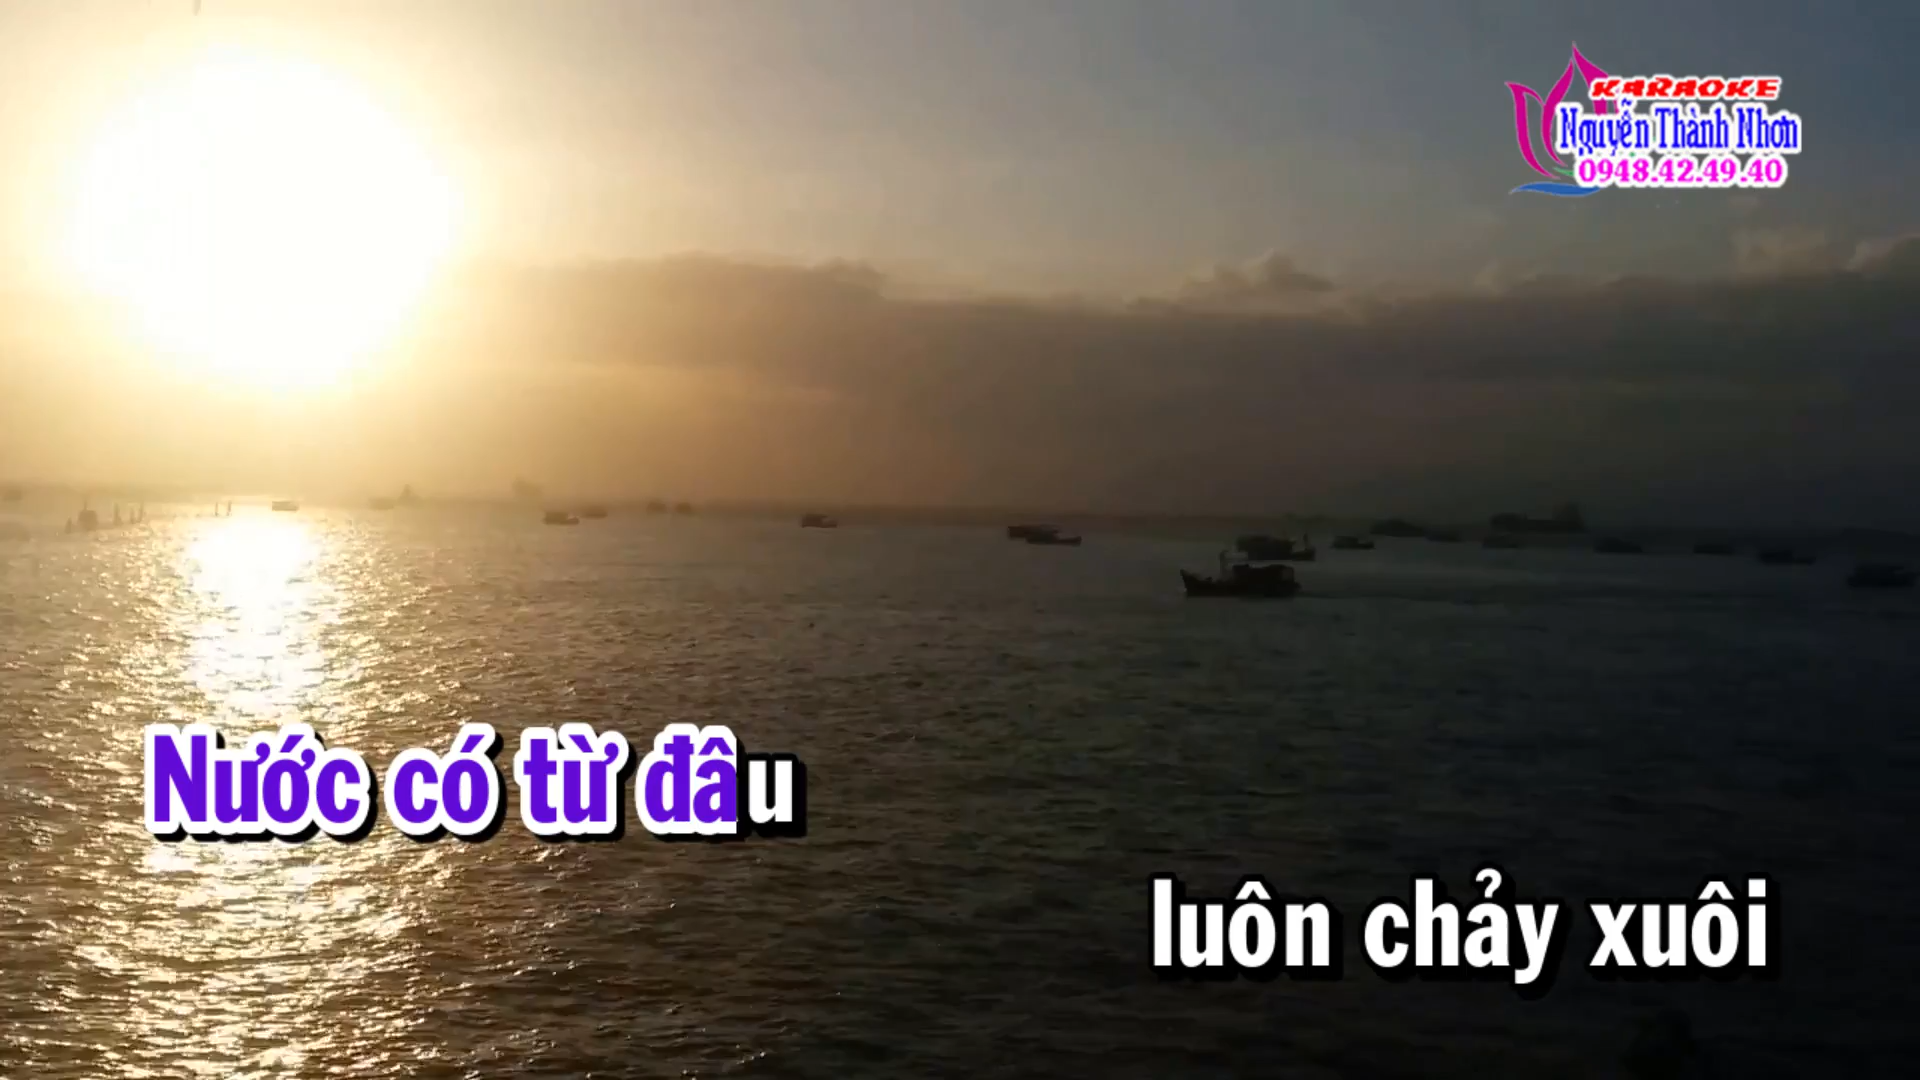 KARAOKE
Nguyễn Thành Nhơn
0948.42.49.40
Nước có từ đâu
luôn chảy xuôi